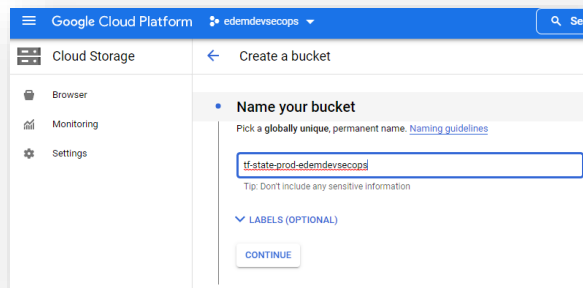 Google Cloud Platform
edemdevsecops
Se
Cloud Storage
Create a bucket
Browser
Monitoring
Settings
Name your bucket
Pick a globally unique, permanent name. Naming guidelines
tf-state-prod-edemdevsecops
Tip: Don't include any sensitive information
LABELS (OPTIONAL)
CONTINUE